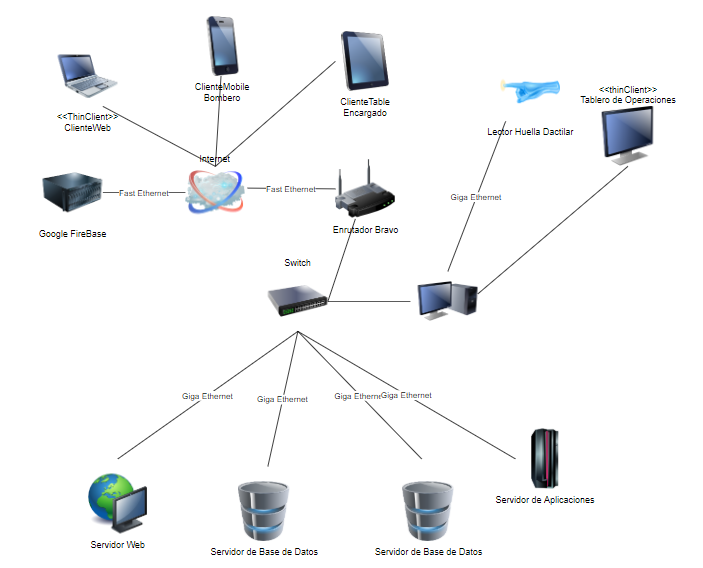 ClienteMobile
Bombero
<<ThinClient>>
ClienteWeb
ClienteTable
Encargado
<<thinClient>>
Tablero de Operaciones
Lector Huella Dactilar
Internet
Fast Ethernet
Fast Ethernet
Giga Ethernet
Google FireBase
Enrutador Bravo
Switch
Giga Ethernet
Giga Ethernet
Giga Ethernet
Giga Ethernet
Servidor de Aplicaciones
Servidor Web
Servidor de Base de Datos
Servidor de Base de Datos